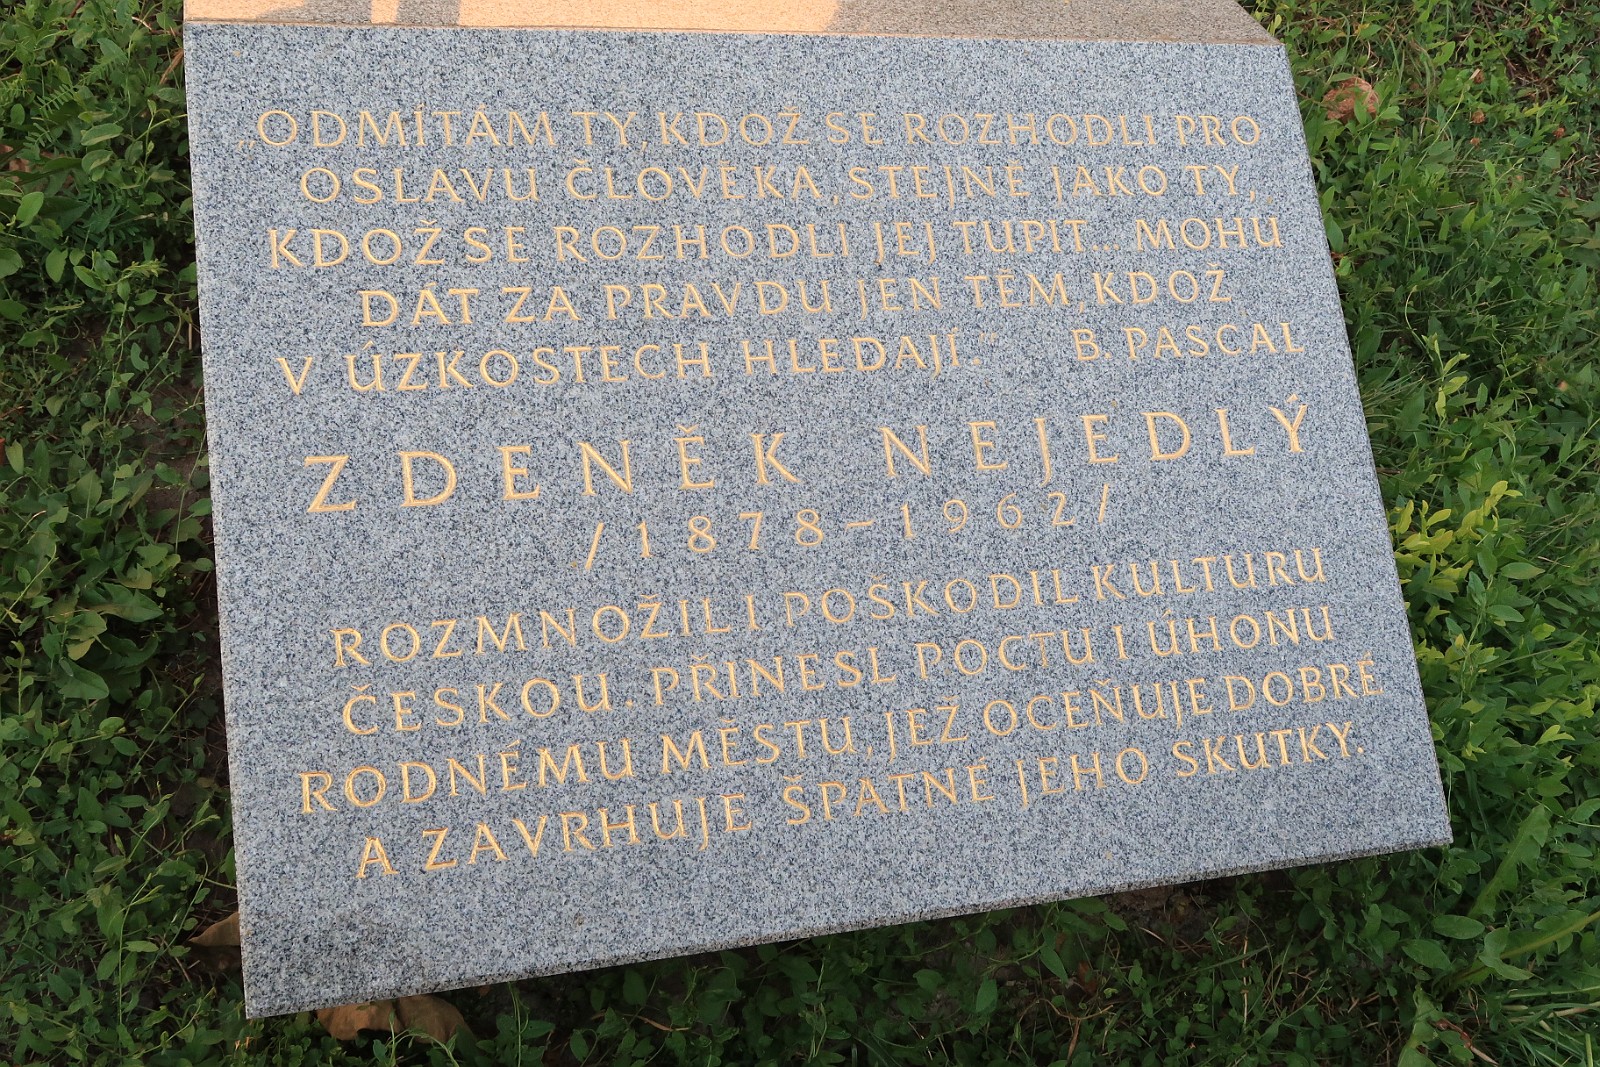 „ODMÍTÁM TY, KDOŽ SE ROZHODLI PRO
OSLAVU ČLOVĚKA, STEJNĚ JAKO TY,
KDOŽ SE ROZHODLI JEJ TUPIT... MOHU
DÁT ZA PRAVDU JEN TĚM, KDOŽ
V ÚZKOSTECH HLEDAJÍ.“ B. PASCAL
ZDENĚK NEJEDLÝ
/1878-1962/
ROZMNOŽIL I POŠKODIL KULTURU
ČESKOU. PŘINESL POCTU I ÚHONU
RODNÉMU MĚSTU, JEŽ OCEŇUJE DOBRÉ
A ZAVRHUJE ŠPATNÉ JEHO SKUTKY.